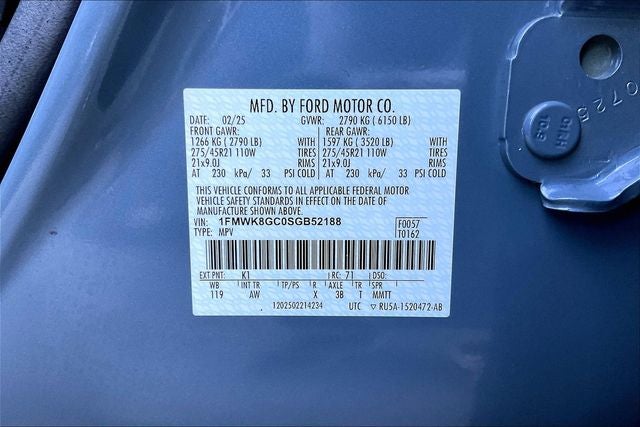 MFD. BY FORD MOTOR CO.
DATE: 02/25 GVWR: 2790 KG ( 6150 LB)
FRONT GAWR: REAR GAWR:
1266 KG ( 2790 LB) WITH 1597 KG ( 3520 LB) WITH
275/45R21 110W TIRES 275/45R21 110W TIRES
21x9.0J RIMS 21x9.0J RIMS
AT 230 kPa/ 33 PSI COLD AT 230 kPa/ 33 PSI COLD
THIS VEHICLE CONFORMS TO ALL APPLICABLE FEDERAL MOTOR
VEHICLE SAFETY STANDARDS IN EFFECT ON THE DATE OF
MANUFACTURE SHOWN ABOVE.
VIN: 1FMWK8GC0SGB52188 F0057
TYPE: MPV T0162
EXT PNT: K1 RC: 71 DSO:
WB INT TR TP/PS R AXLE TR SPR
119 AW X 3B T MMTT
1202502214234 UTC ▽ RU5A-1520472-AB
0725